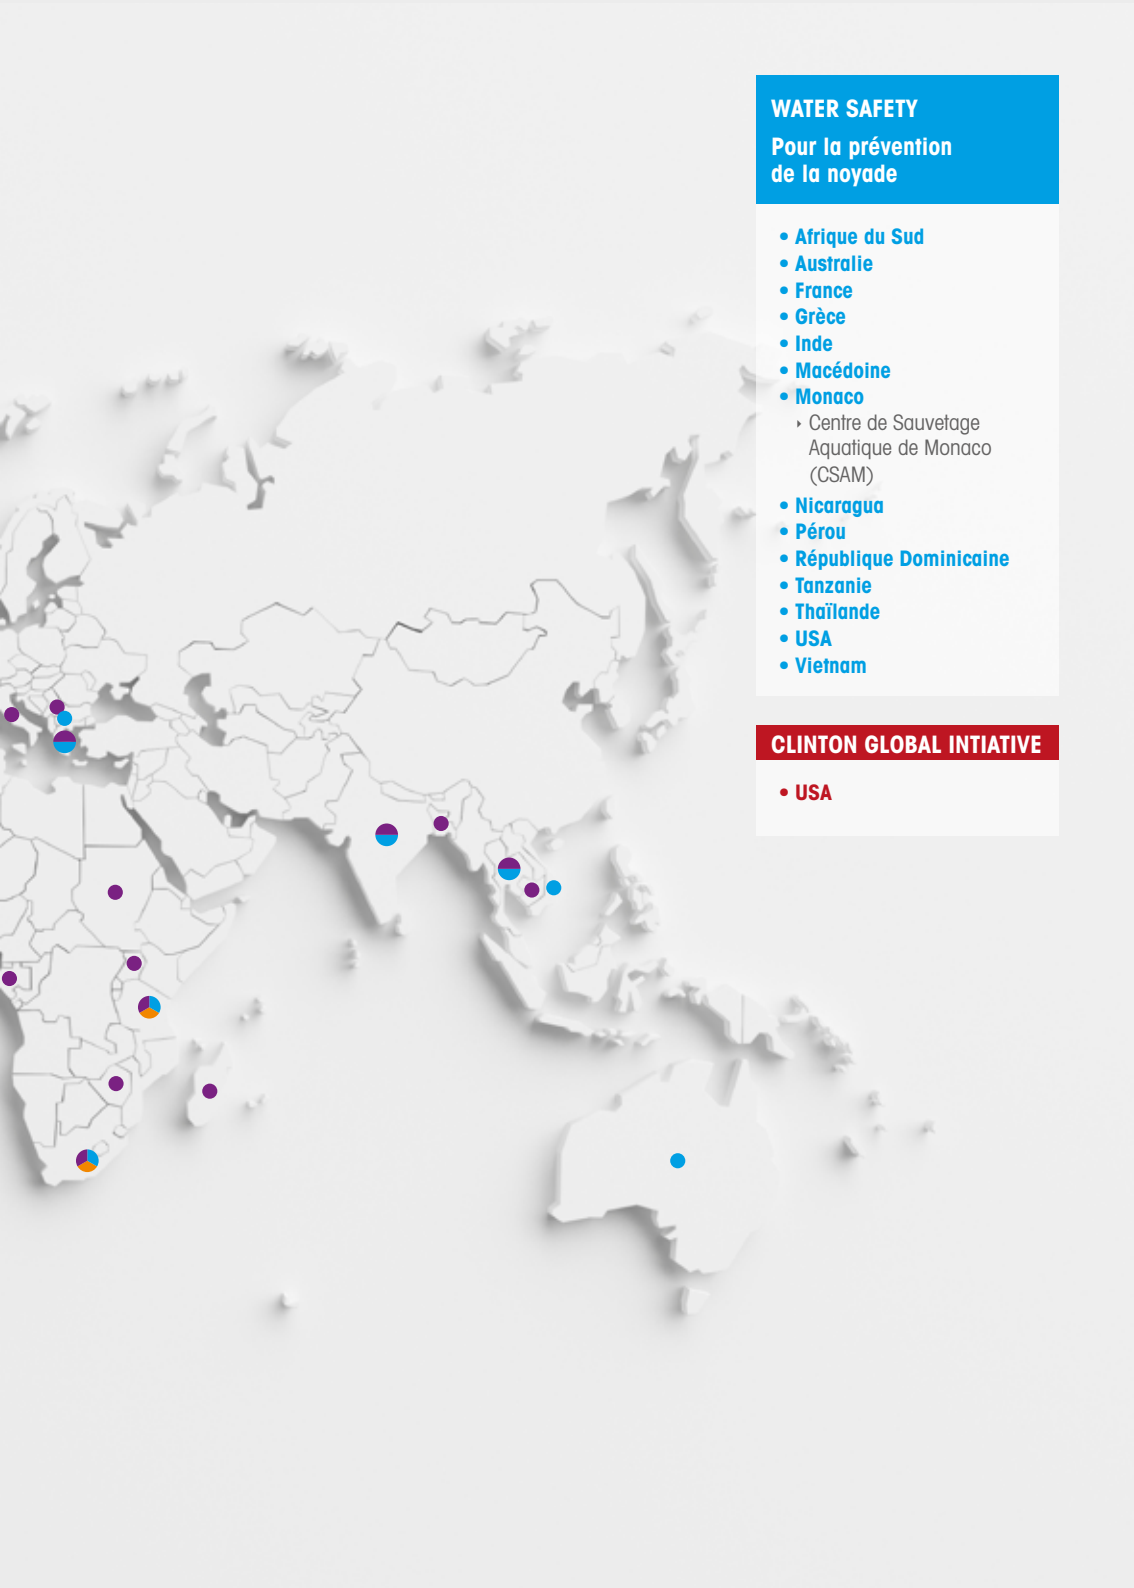 WATER SAFETY
Pour la prévention
de la noyade
• Afrique du Sud
• Australie
• France
• Grèce
• Inde
• Macédoine
• Monaco
‣ Centre de Sauvetage
Aquatique de Monaco
(CSAM)
• Nicaragua
• Pérou
• République Dominicaine
• Tanzanie
• Thaïlande
• USA
• Vietnam
CLINTON GLOBAL INTIATIVE
• USA